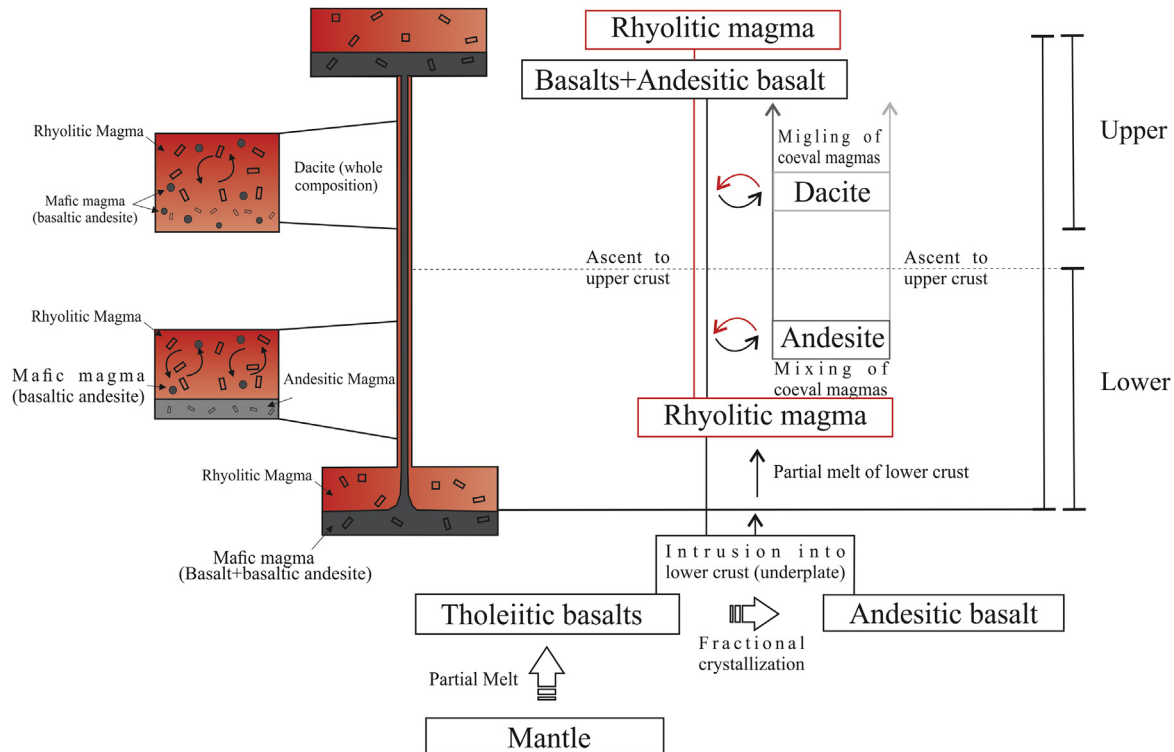 Rhyolitic magma
Basalts+Andesitic basalt
Rhyolitic Magma
Mafic magma
(basaltic andesite)
Dacite (whole
composition)
Migling of
coeval magmas
Dacite
Upper
Ascent to
upper crust
Ascent to
upper crust
Rhyolitic Magma
Mafic magma
(basaltic andesite)
Andesitic Magma
Andesite
Mixing of
coeval magmas
Lower
Rhyolitic magma
Partial melt of lower crust
Rhyolitic Magma
Mafic magma
(Basalt+basaltic andesite)
Intrusion into
lower crust (underplate)
Tholeiitic basalts
Andesitic basalt
Fractional
crystallization
Partial Melt
Mantle